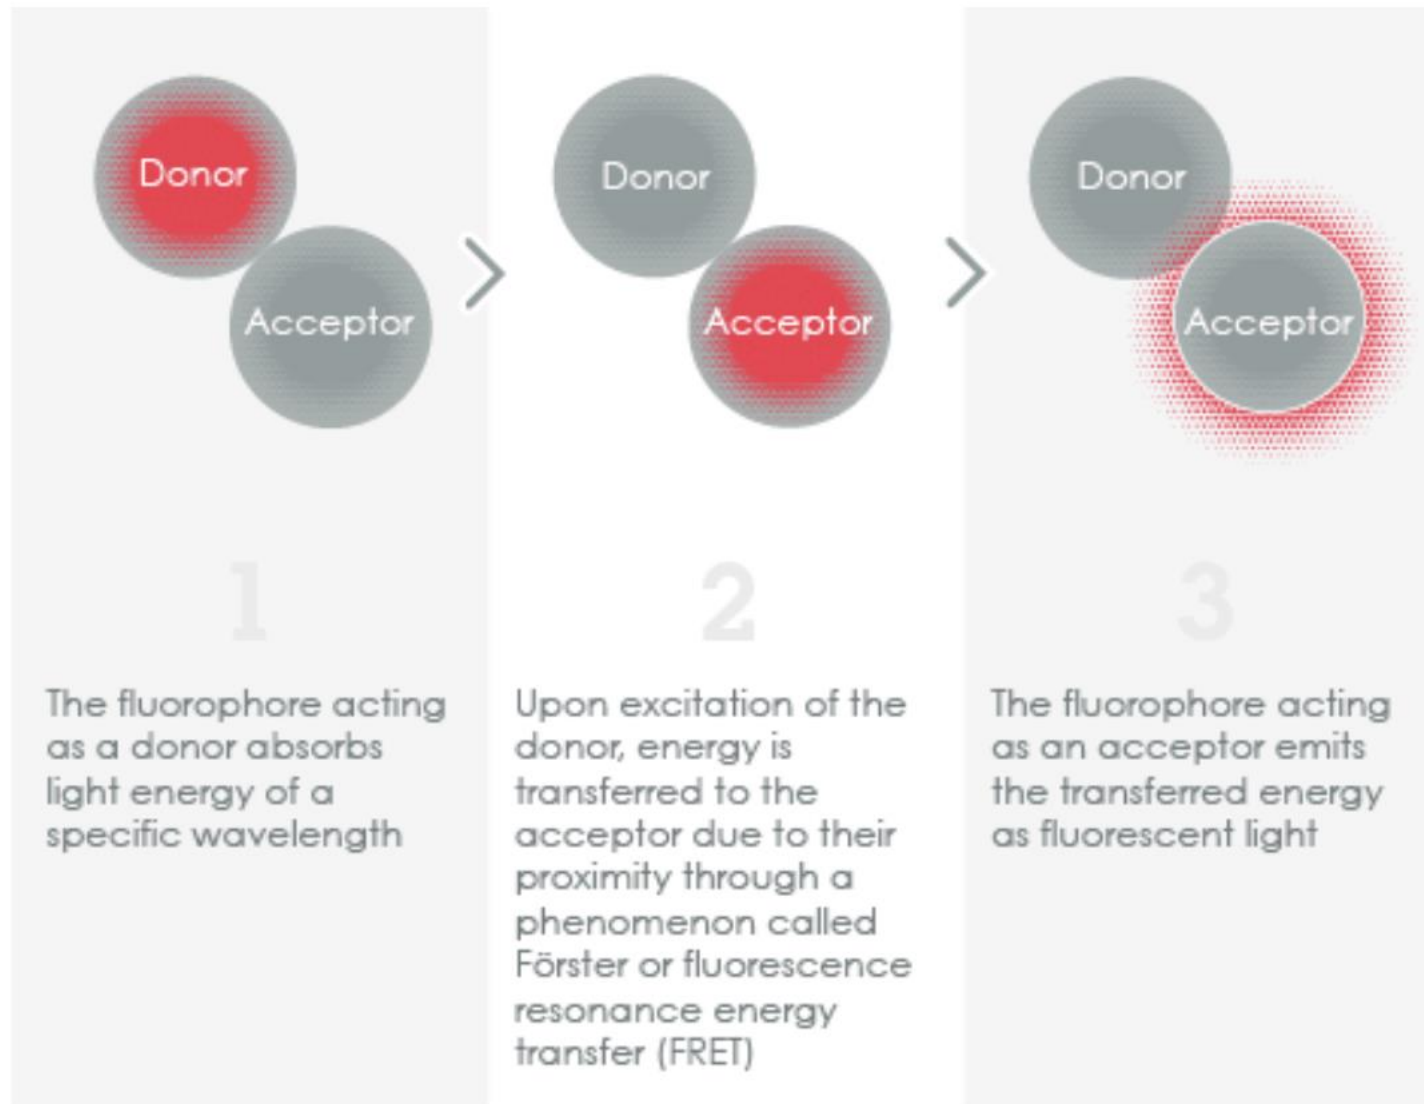 Donor
Acceptor
Donor
Acceptor
Donor
Acceptor
1
The fluorophore acting
as a donor absorbs
light energy of a
specific wavelength
2
Upon excitation of the
donor, energy is
transferred to the
acceptor due to their
proximity through a
phenomenon called
Förster or fluorescence
resonance energy
transfer (FRET)
3
The fluorophore acting
as an acceptor emits
the transferred energy
as fluorescent light